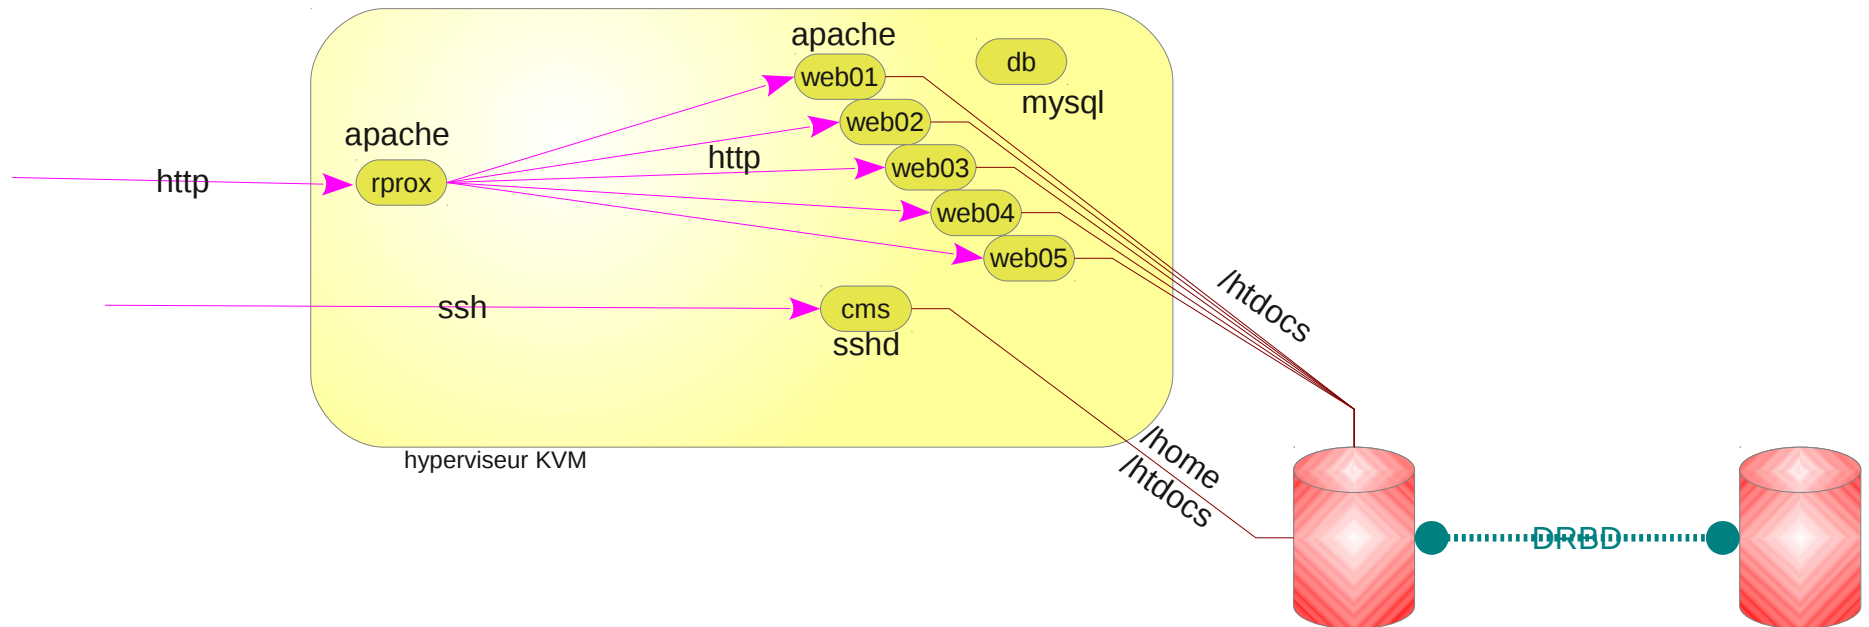 apache
web01
db
mysql
web02
apache
http
web03
http
rprox
web04
web05
ssh
cms
sshd
/htdocs
/home
/htdocs
hyperviseur KVM
DRBD